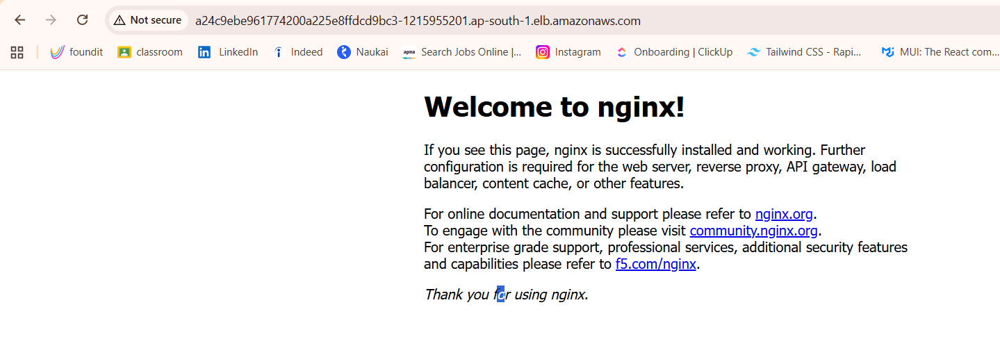 Not secure
a24c9ebe961774200a225e8ffdcd9bc3-1215955201.ap-south-1.elb.amazonaws.com
foundit
classroom
LinkedIn
Indeed
Naukai
apna
Search Jobs Online |...
Instagram
Onboarding | ClickUp
Tailwind CSS - Rapi...
MUI: The React com...
Welcome to nginx!
If you see this page, nginx is successfully installed and working. Further
configuration is required for the web server, reverse proxy, API gateway, load
balancer, content cache, or other features.
For online documentation and support please refer to nginx.org.
To engage with the community please visit community.nginx.org.
For enterprise grade support, professional services, additional security features
and capabilities please refer to f5.com/nginx.
Thank you for using nginx.